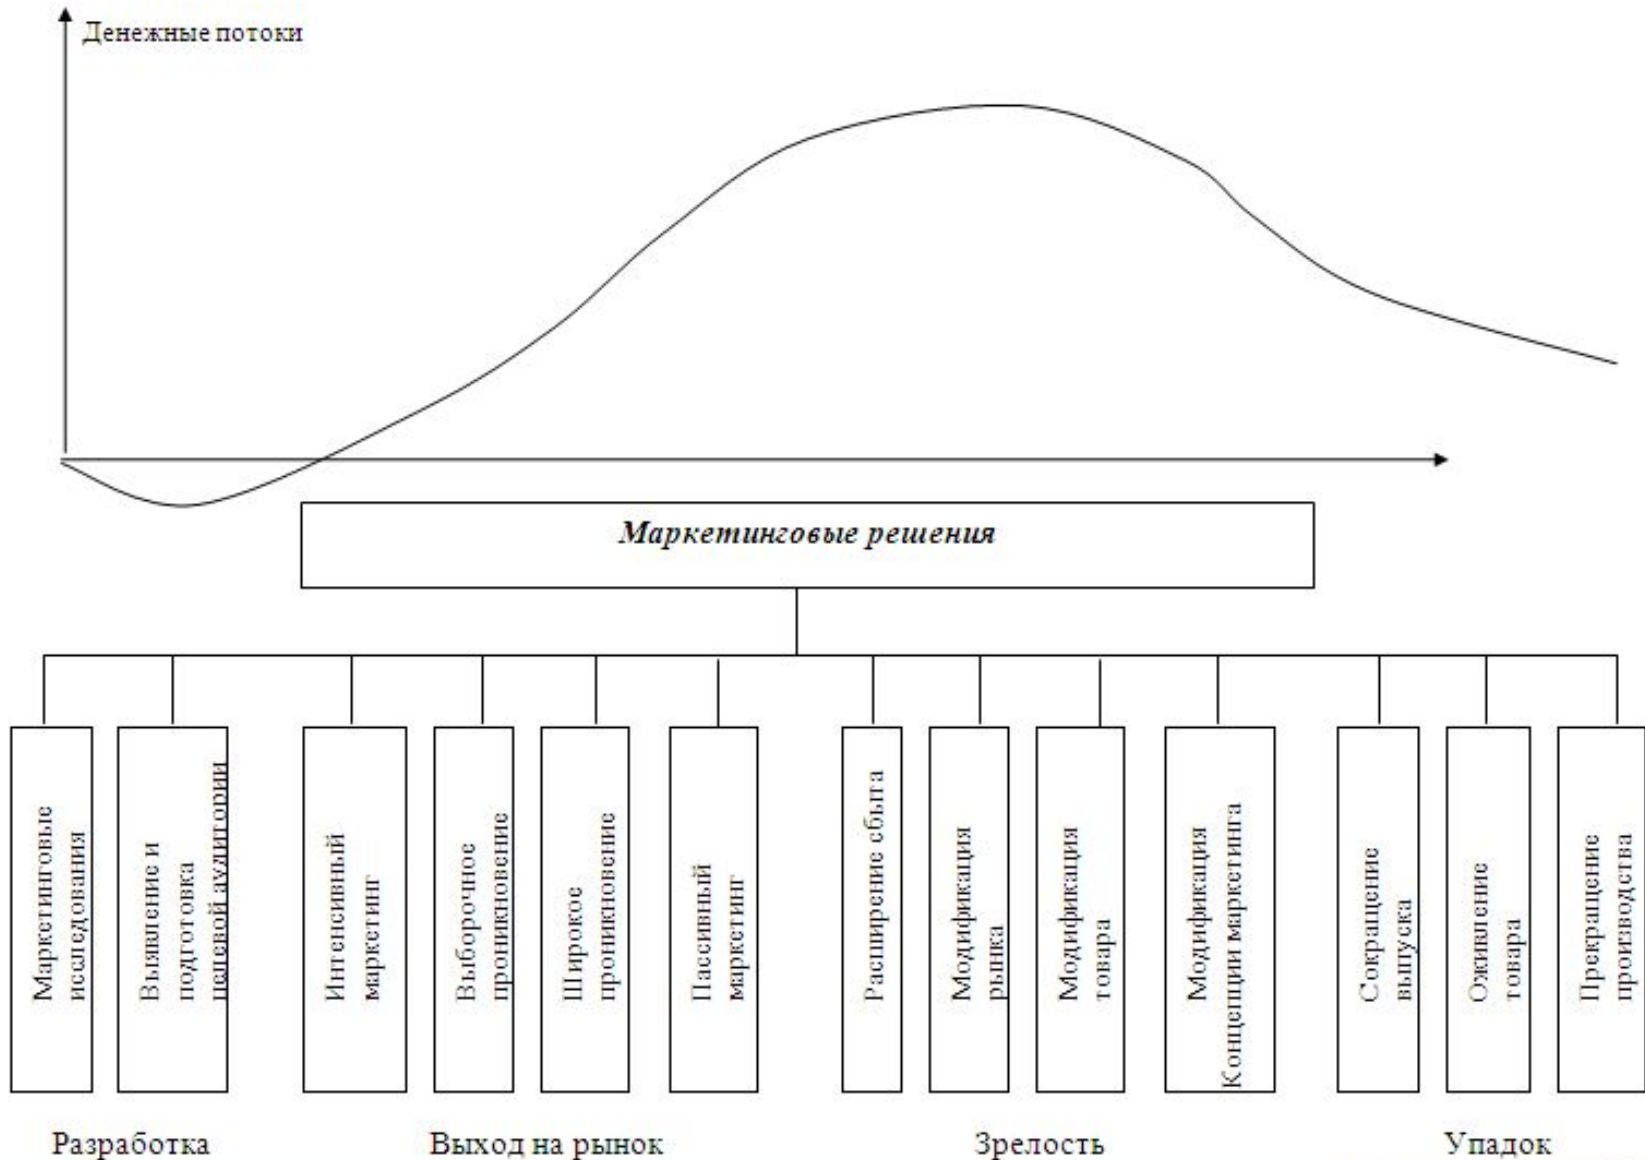 Денежные потоки
Маркетинговые решения
Маркетинговые
исследования
Выявление и
подготовка
целевой аудитории
Интенсивный
маркетинг
Выборочное
проникновение
Широкое
проникновение
Пассивный
маркетинг
Расширение сбыта
Модификация
рынка
Модификация
товара
Модификация
Концепции маркетинга
Сокращение
выпуска
Оживление
товара
Прекращение
производства
Разработка
Выход на рынок
Зрелость
Упадок